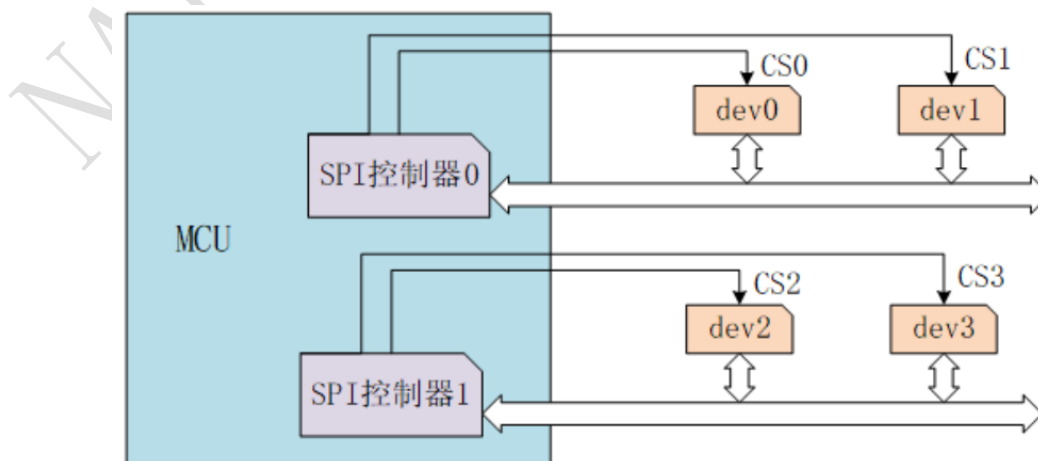 CS0
CS1
dev0
dev1
SPI控制器0
MCU
CS2
CS3
dev2
dev3
SPI控制器1